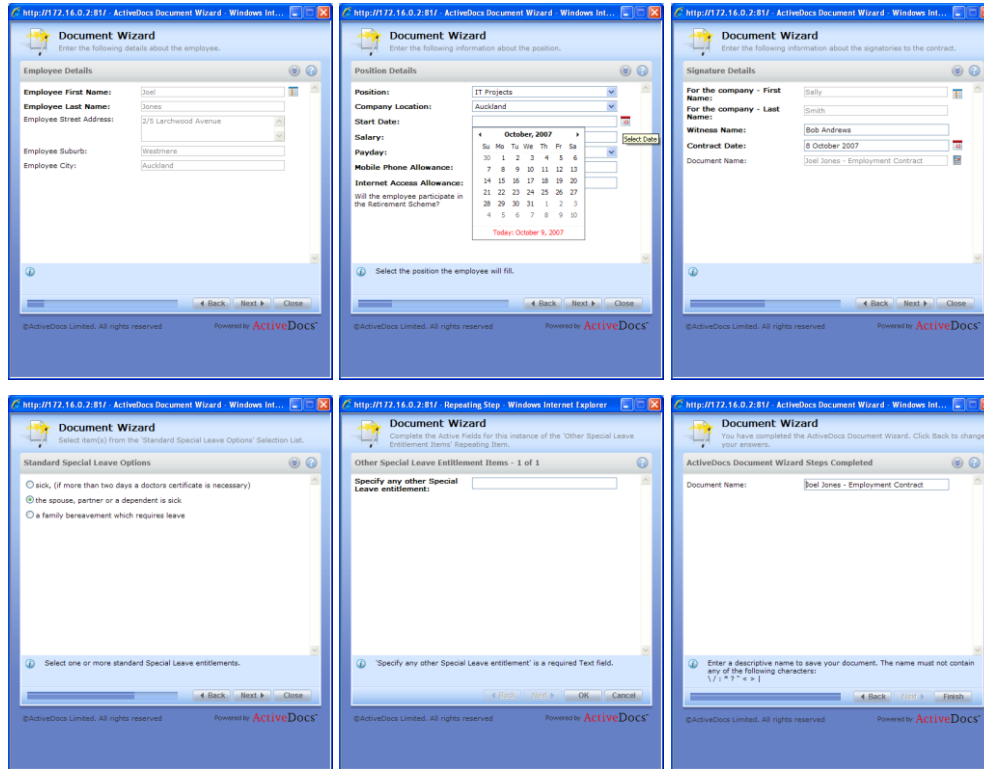 http://172.16.0.2:81/ - ActiveDocs Document Wizard - Windows Int...
Document Wizard
Enter the following details about the employee.
Employee Details
Employee First Name: Joel
Employee Last Name: Jones
Employee Street Address: 2/5 Larchwood Avenue
Employee Suburb: Westmere
Employee City: Auckland
Back Next Close
©ActiveDocs Limited. All rights reserved Powered by ActiveDocs
http://172.16.0.2:81/ - ActiveDocs Document Wizard - Windows Int...
Document Wizard
Enter the following information about the position.
Position Details
Position: IT Projects
Company Location: Auckland
Start Date:
Select Date
Salary:
Payday:
Mobile Phone Allowance:
Internet Access Allowance:
Will the employee participate in
the Retirement Scheme?
October, 2007
Su Mo Tu We Th Fr Sa
30 1 2 3 4 5 6
7 8 9 10 11 12 13
14 15 16 17 18 19 20
21 22 23 24 25 26 27
28 29 30 31 1 2 3
4 5 6 7 8 9 10
Today: October 9, 2007
Select the position the employee will fill.
Back Next Close
©ActiveDocs Limited. All rights reserved Powered by ActiveDocs
http://172.16.0.2:81/ - ActiveDocs Document Wizard - Windows Int...
Document Wizard
Enter the following information about the signatories to the contract.
Signature Details
For the company - First
Name: Sally
For the company - Last
Name: Smith
Witness Name: Bob Andrews
Contract Date: 8 October 2007
Document Name: Joel Jones - Employment Contract
Back Next Close
©ActiveDocs Limited. All rights reserved Powered by ActiveDocs
http://172.16.0.2:81/ - ActiveDocs Document Wizard - Windows Int...
Document Wizard
Select item(s) from the 'Standard Special Leave Options' Selection List.
Standard Special Leave Options
sick, (if more than two days a doctors certificate is necessary)
the spouse, partner or a dependent is sick
a family bereavement which requires leave
Select one or more standard Special Leave entitlements.
Back Next Close
©ActiveDocs Limited. All rights reserved Powered by ActiveDocs
http://172.16.0.2:81/ - Repeating Step - Windows Internet Explorer
Document Wizard
Complete the Active Fields for this instance of the 'Other Special Leave
Entitlement Items' Repeating Item.
Other Special Leave Entitlement Items - 1 of 1
Specify any other Special
Leave entitlement:
'Specify any other Special Leave entitlement' is a required Text field.
Back Next OK Cancel
©ActiveDocs Limited. All rights reserved Powered by ActiveDocs
http://172.16.0.2:81/ - ActiveDocs Document Wizard - Windows Int...
Document Wizard
You have completed the ActiveDocs Document Wizard. Click Back to change
your answers.
ActiveDocs Document Wizard Steps Completed
Document Name: Joel Jones - Employment Contract
Enter a descriptive name to save your document. The name must not contain
any of the following characters:
\ / : * ? " < > |
Back Next Finish
©ActiveDocs Limited. All rights reserved Powered by ActiveDocs